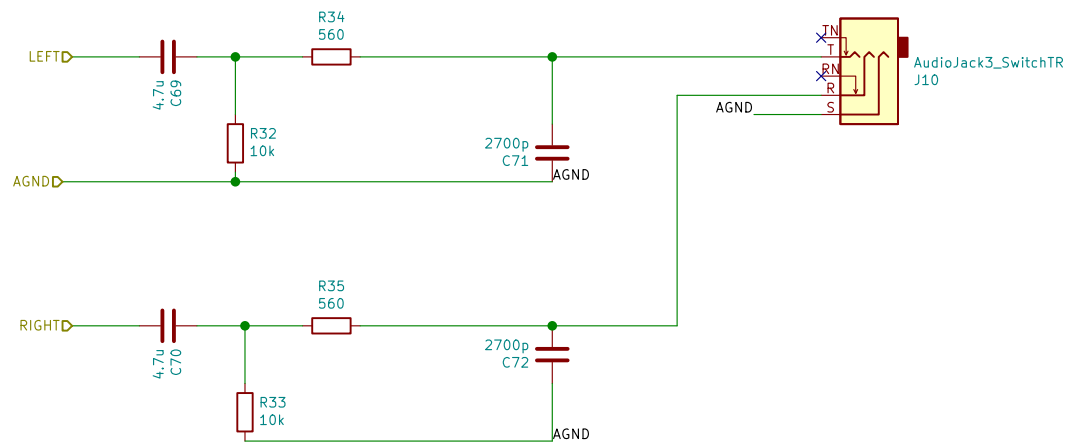 R34
560
LEFT
4.7u
C69
R32
10k
2700p
C71
AGND
AGND
TN
T
RN
R
S
AGND
AudioJack3_SwitchTR
J10
R35
560
RIGHT
4.7u
C70
2700p
C72
R33
10k
AGND